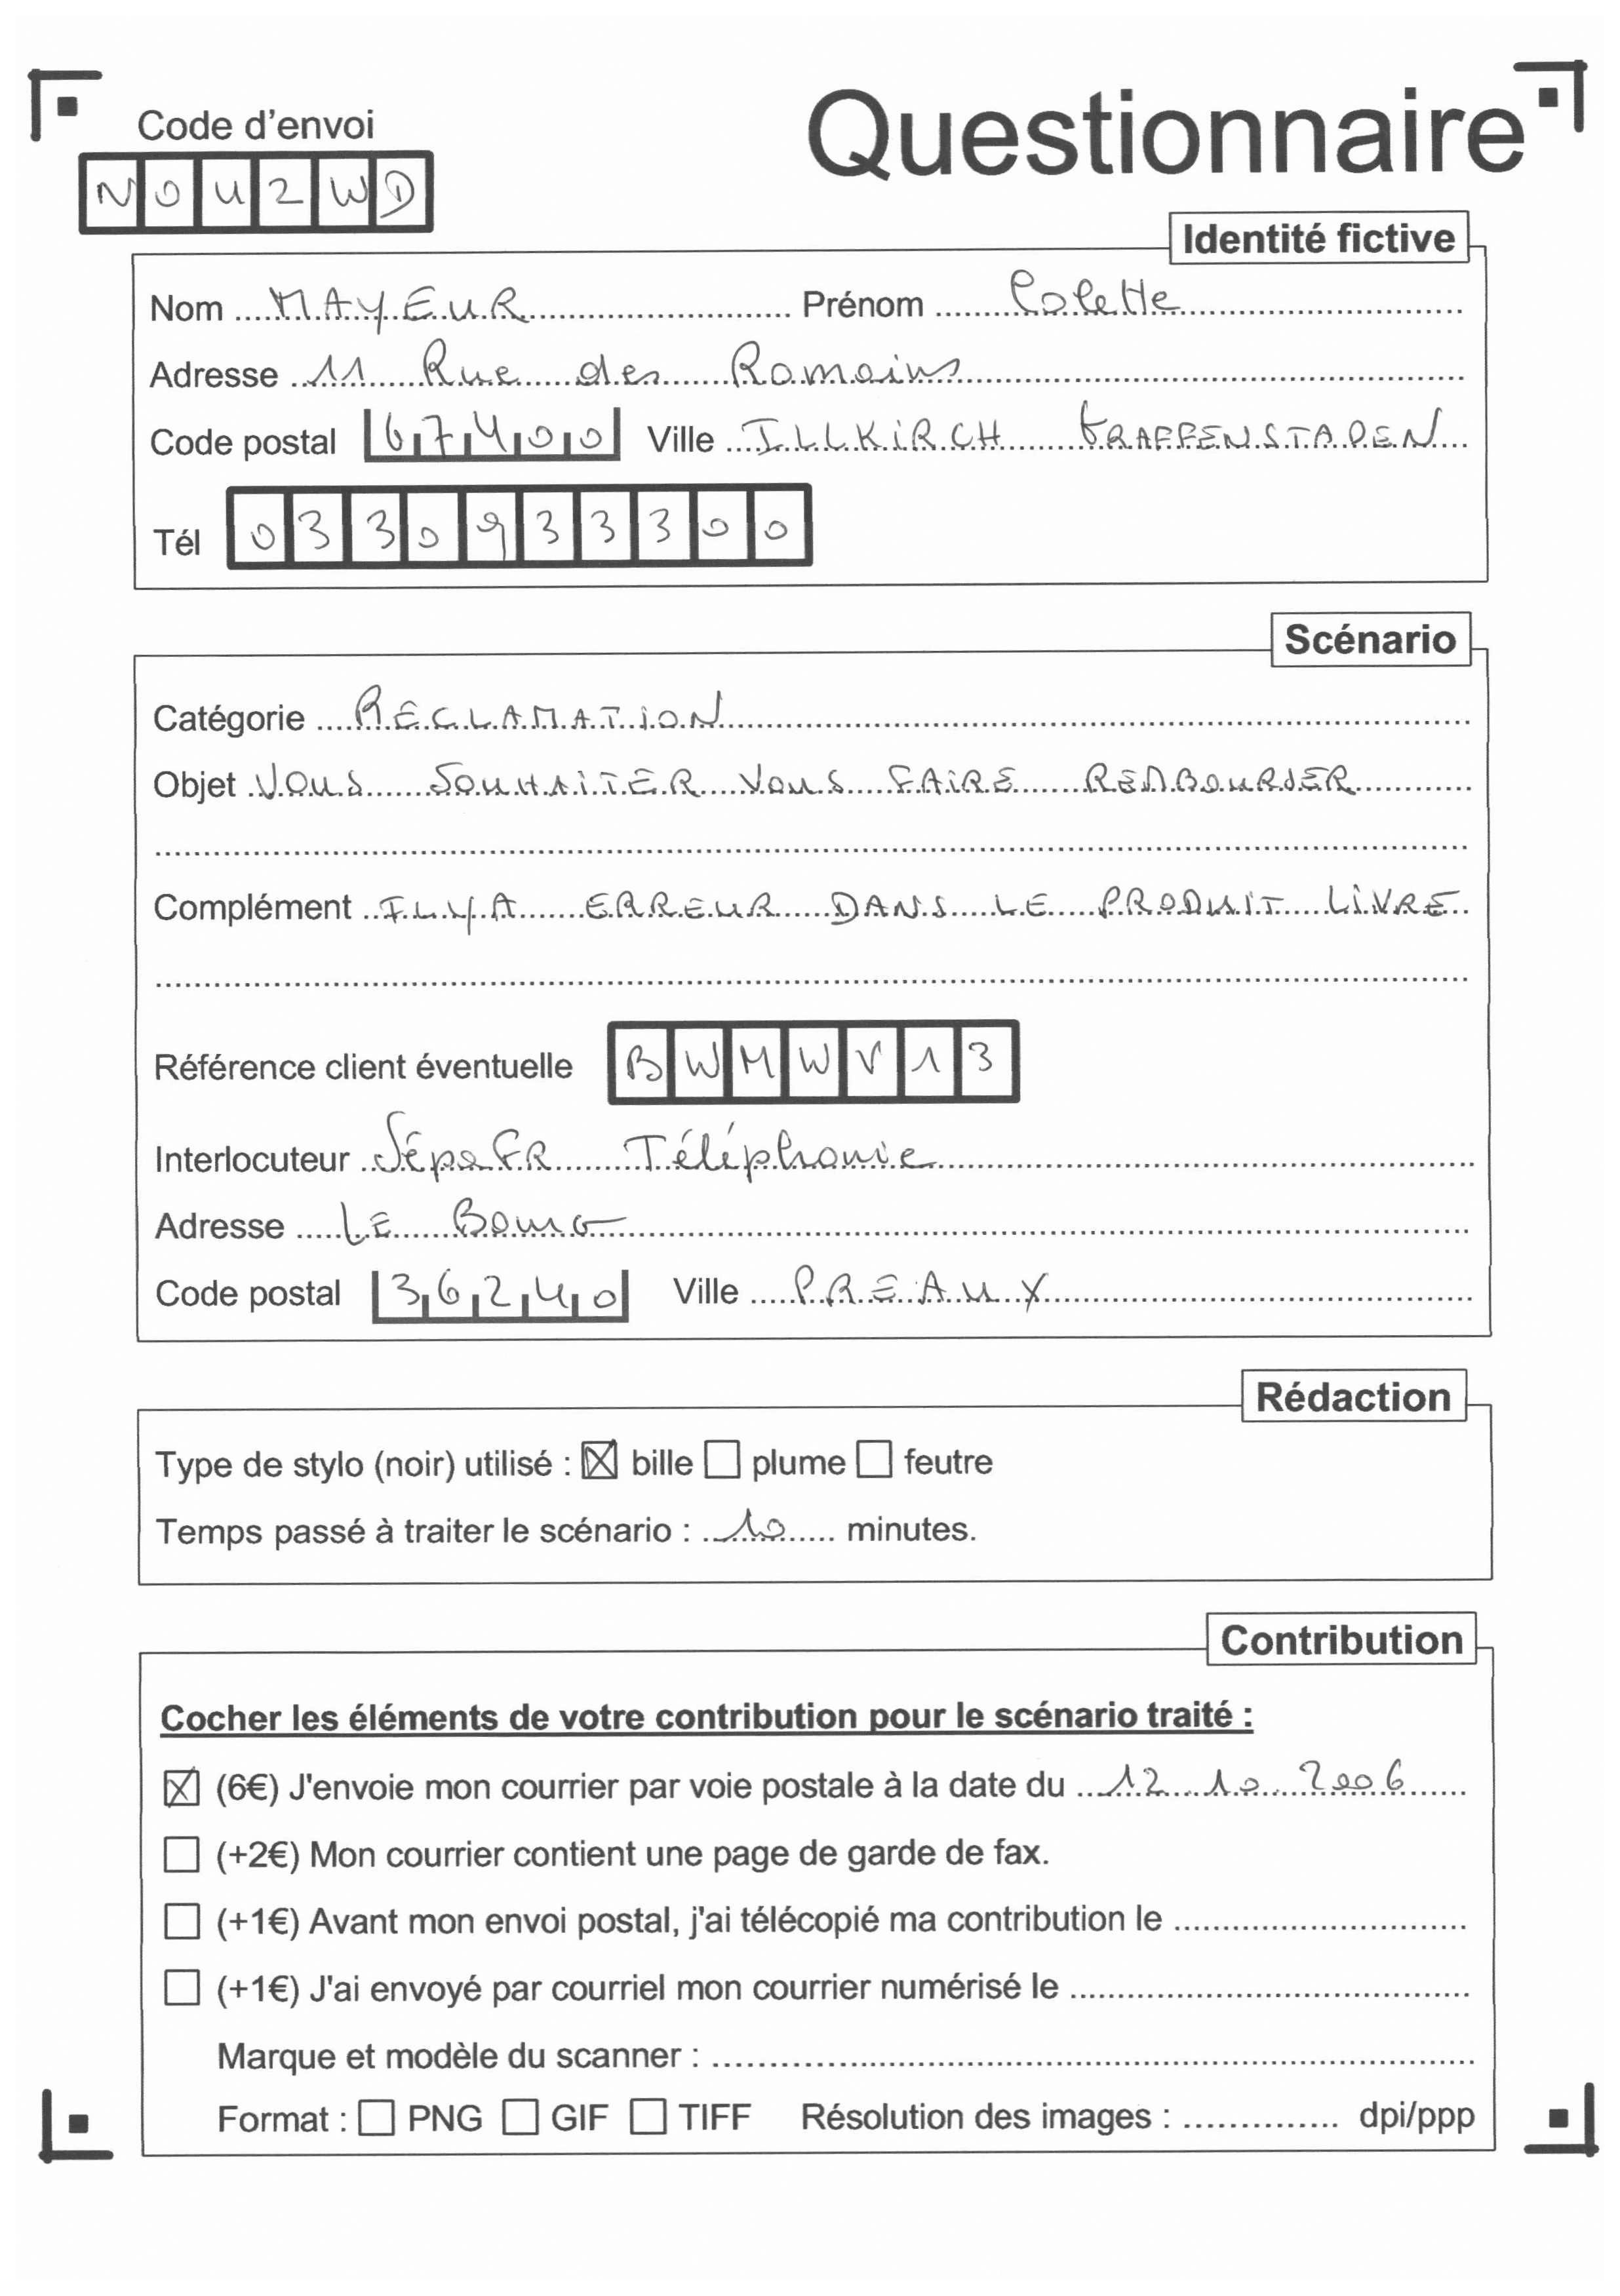 Code d'envoi
Questionnaire
NOU2WD
Identité fictive
Nom MAYEUR Prénom Colette
Adresse 11 Rue des Romains
Code postal 67400 Ville ILLKIRCH GRAFFENSTADEN
Tél 0330933300
Scénario
Catégorie RECLAMATION
Objet VOUS SOUHAITER VOUS FAIRE REMBOURSER
Complément IL Y A ERREUR DANS LE PRODUIT LIVRE
Référence client éventuelle BWMWV13
Interlocuteur SépaFR Téléphonie
Adresse LE Bourg
Code postal 36240 Ville PREAUX
Rédaction
Type de stylo (noir) utilisé : ☒ bille ☐ plume ☐ feutre
Temps passé à traiter le scénario : 10 minutes.
Contribution
Cocher les éléments de votre contribution pour le scénario traité :
☒ (6€) J'envoie mon courrier par voie postale à la date du 12.10.2006
☐ (+2€) Mon courrier contient une page de garde de fax.
☐ (+1€) Avant mon envoi postal, j'ai télécopié ma contribution le
☐ (+1€) J'ai envoyé par courriel mon courrier numérisé le
Marque et modèle du scanner :
Format : ☐ PNG ☐ GIF ☐ TIFF Résolution des images : dpi/ppp